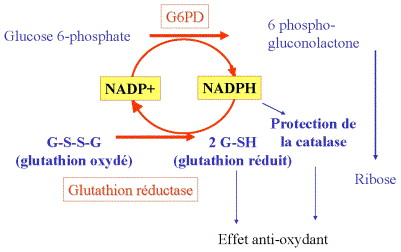 G6PD
Glucose 6-phosphate
6 phospho-
gluconolactone
NADP+
NADPH
G-S-S-G
(glutathion oxydé)
2 G-SH
(glutathion réduit)
Protection de
la catalase
Glutathion réductase
Ribose
Effet anti-oxydant